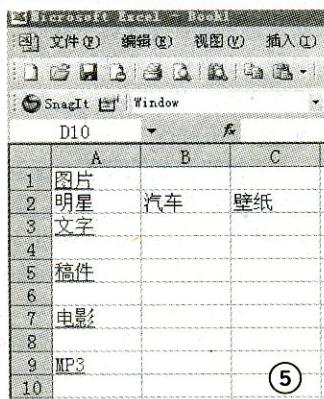 Microsoft Excel - Book1
文件(F) 编辑(E) 视图(V) 插入(I)
SnagIt Window
D10 fx
A B C
1 图片
2 明星 汽车 壁纸
3 文字
4
5 稿件
6
7 电影
8
9 MP3
10
⑤